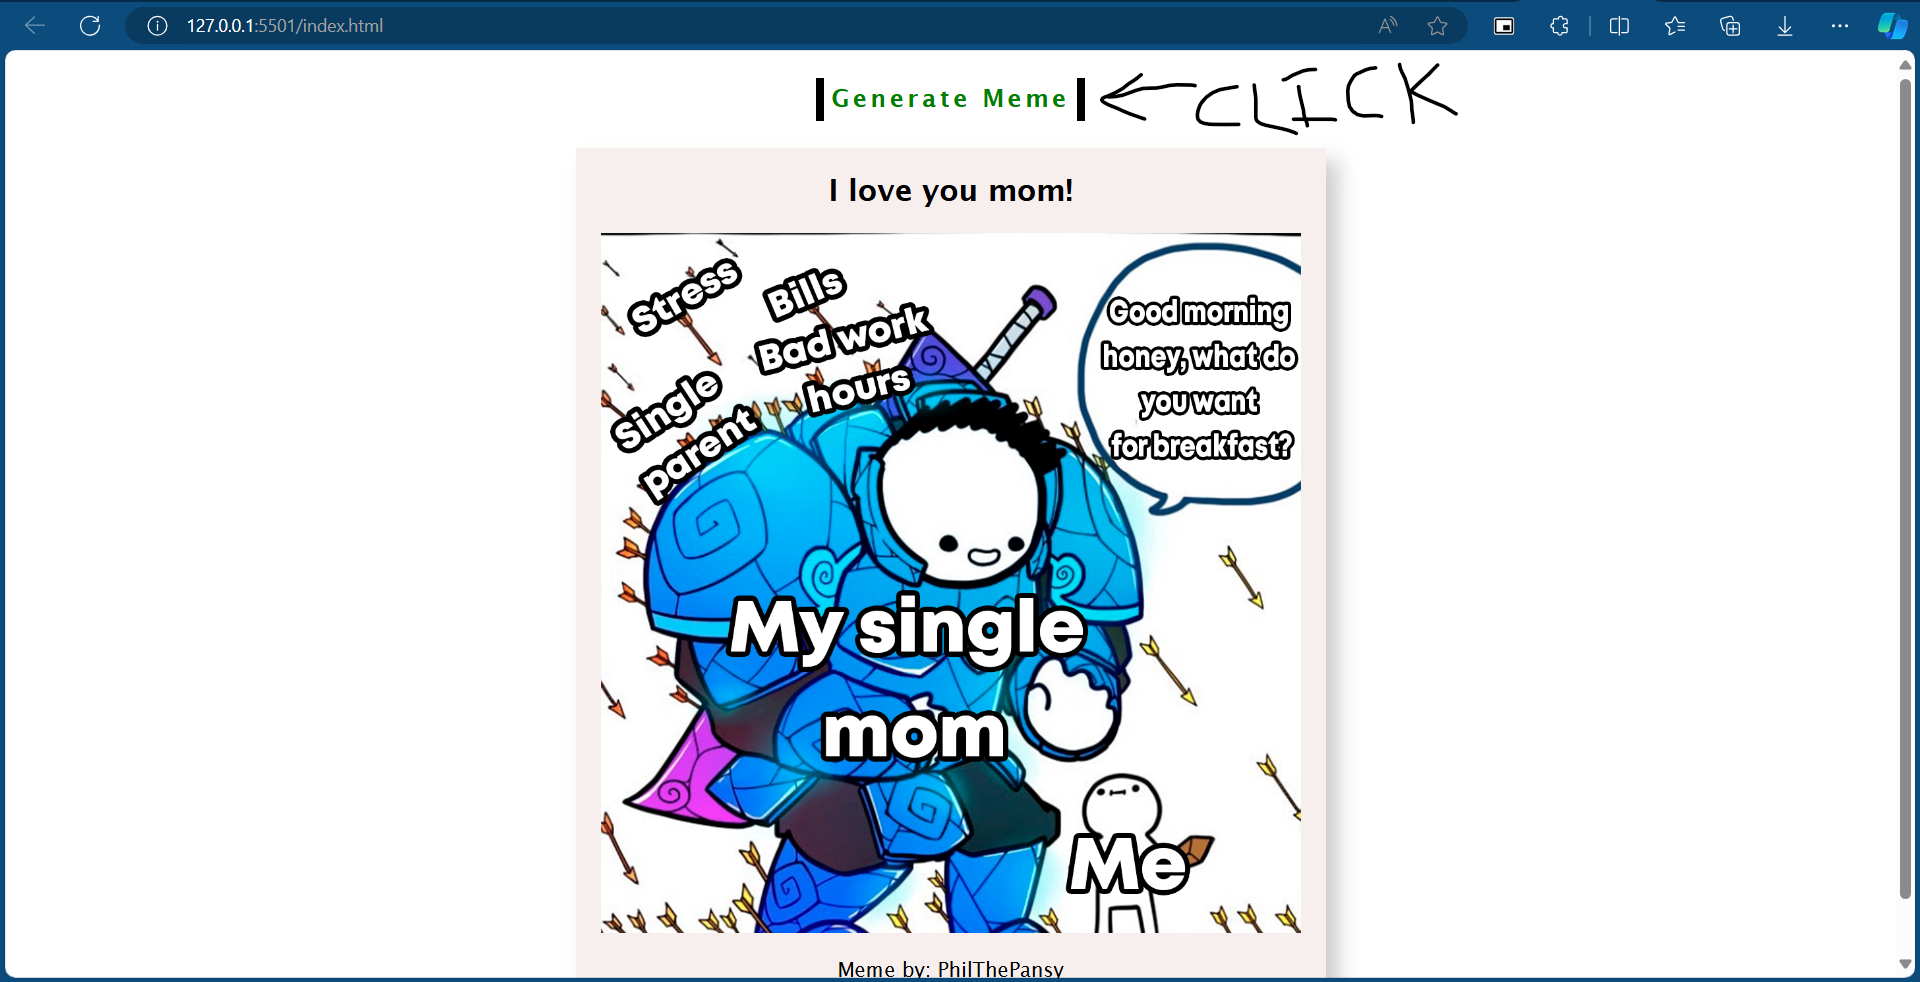 127.0.0.1:5501/index.html
Generate Meme
CLICK
I love you mom!
Stress
Bills
Bad work
hours
Single
parent
Good morning
honey, what do
you want
for breakfast?
My single
mom
Me
Meme by: PhilThePansy